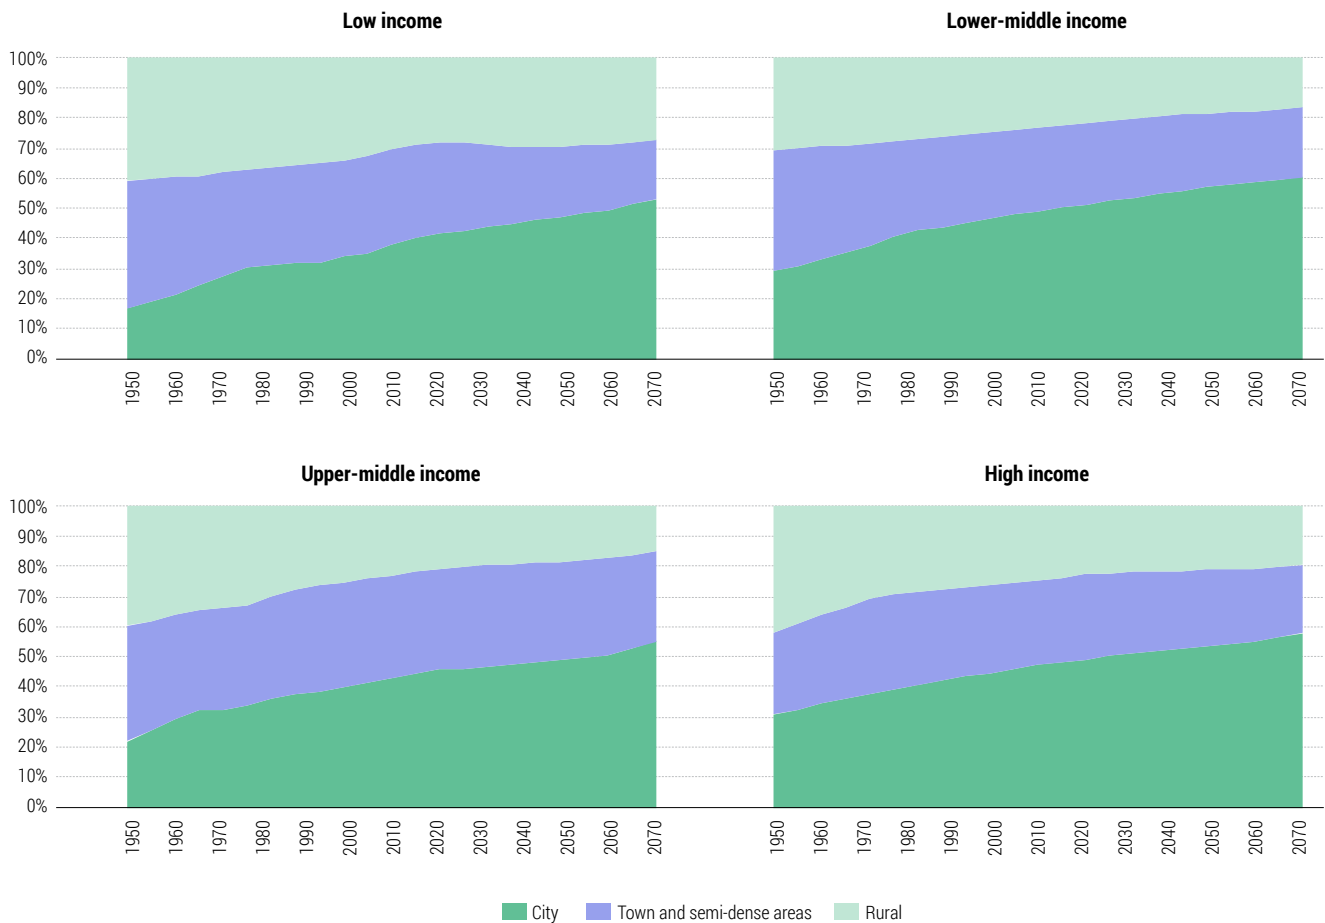 Low income
Lower-middle income
100%
90%
80%
70%
60%
50%
40%
30%
20%
10%
0%
1950 1960 1970 1980 1990 2000 2010 2020 2030 2040 2050 2060 2070
1950 1960 1970 1980 1990 2000 2010 2020 2030 2040 2050 2060 2070
Upper-middle income
High income
100%
90%
80%
70%
60%
50%
40%
30%
20%
10%
0%
1950 1960 1970 1980 1990 2000 2010 2020 2030 2040 2050 2060 2070
1950 1960 1970 1980 1990 2000 2010 2020 2030 2040 2050 2060 2070
City Town and semi-dense areas Rural